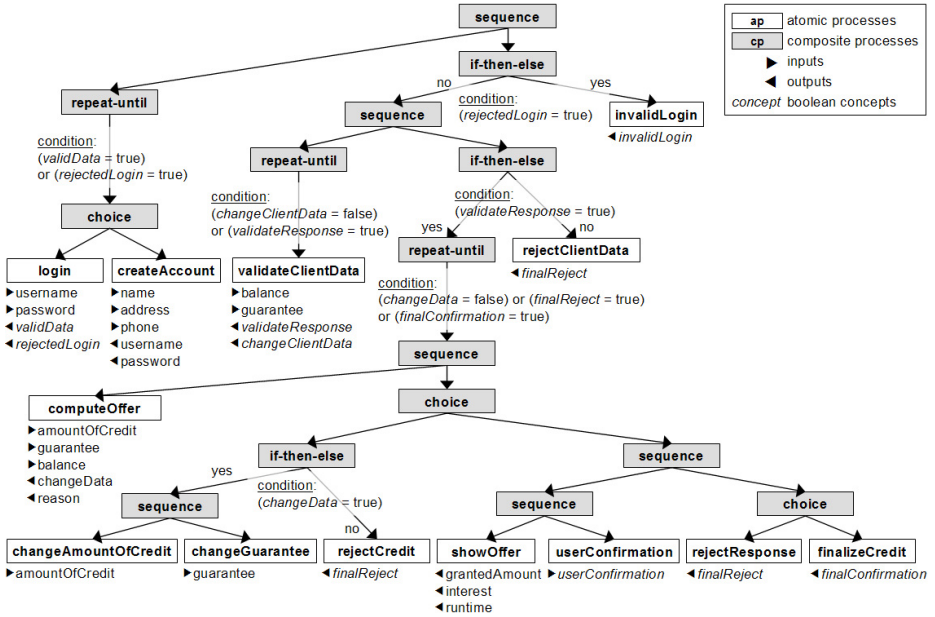 sequence
ap atomic processes
cp composite processes
▶ inputs
◀ outputs
concept boolean concepts
if-then-else
no
yes
condition:
(rejectedLogin = true)
repeat-until
sequence
invalidLogin
◀invalidLogin
condition:
(validData = true)
or (rejectedLogin = true)
repeat-until
if-then-else
condition:
(changeClientData = false)
or (validateResponse = true)
condition:
(validateResponse = true)
yes
no
choice
repeat-until
rejectClientData
◀finalReject
login
▶username
▶password
◀validData
◀rejectedLogin
createAccount
▶name
▶address
▶phone
◀username
◀password
validateClientData
▶balance
▶guarantee
◀validateResponse
◀changeClientData
condition:
(changeData = false) or (finalReject = true)
or (finalConfirmation = true)
sequence
computeOffer
▶amountOfCredit
▶guarantee
▶balance
◀changeData
◀reason
choice
if-then-else
sequence
yes
condition:
(changeData = true)
no
sequence
sequence
choice
changeAmountOfCredit
▶amountOfCredit
changeGuarantee
▶guarantee
rejectCredit
◀finalReject
showOffer
◀grantedAmount
◀interest
◀runtime
userConfirmation
▶userConfirmation
rejectResponse
◀finalReject
finalizeCredit
◀finalConfirmation